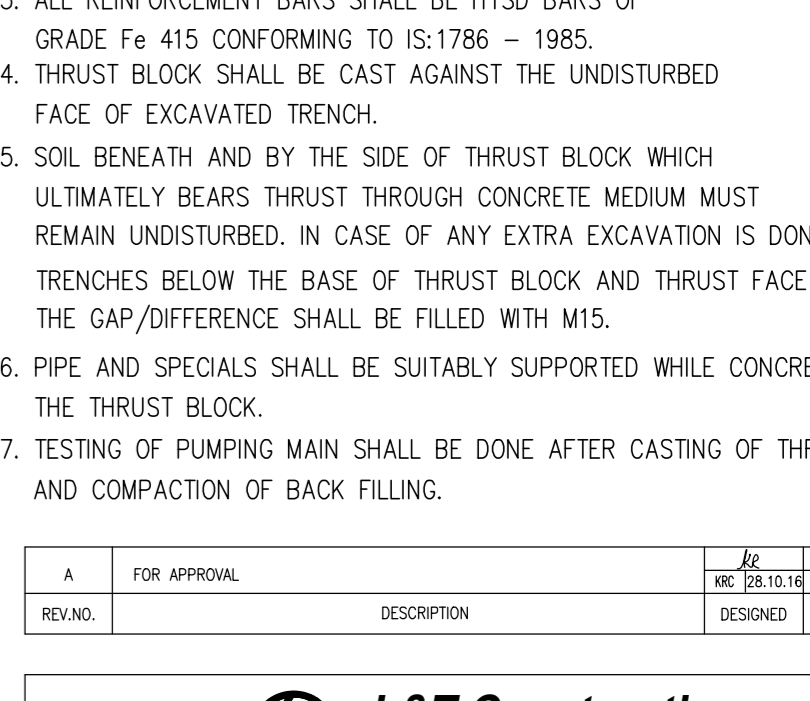 3. ALL REINFORCEMENT BARS SHALL BE HYSD BARS OF
GRADE Fe 415 CONFORMING TO IS:1786 – 1985.
4. THRUST BLOCK SHALL BE CAST AGAINST THE UNDISTURBED
FACE OF EXCAVATED TRENCH.
5. SOIL BENEATH AND BY THE SIDE OF THRUST BLOCK WHICH
ULTIMATELY BEARS THRUST THROUGH CONCRETE MEDIUM MUST
REMAIN UNDISTURBED. IN CASE OF ANY EXTRA EXCAVATION IS DON
TRENCHES BELOW THE BASE OF THRUST BLOCK AND THRUST FACE
THE GAP/DIFFERENCE SHALL BE FILLED WITH M15.
6. PIPE AND SPECIALS SHALL BE SUITABLY SUPPORTED WHILE CONCRE
THE THRUST BLOCK.
7. TESTING OF PUMPING MAIN SHALL BE DONE AFTER CASTING OF THR
AND COMPACTION OF BACK FILLING.
A FOR APPROVAL KRC 28.10.16
REV.NO. DESCRIPTION DESIGNED